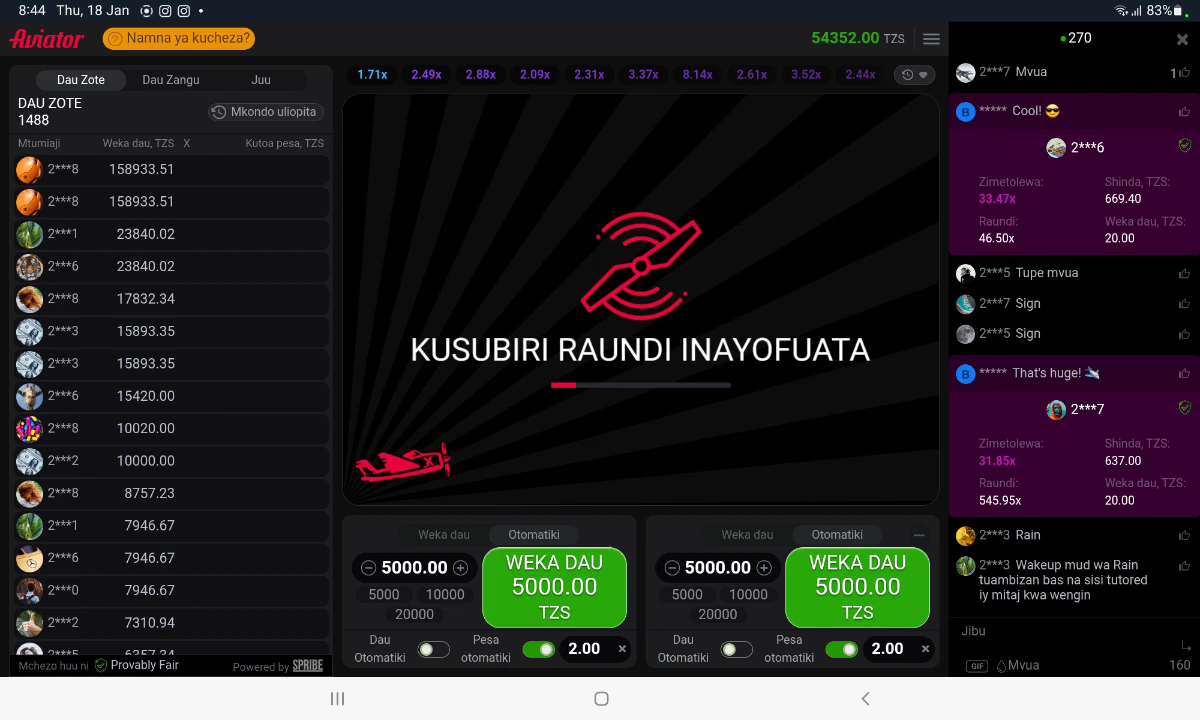 8:44 Thu, 18 Jan
83%
Aviator
Namna ya kucheza?
54352.00 TZS
Dau Zote Dau Zangu Juu
DAU ZOTE
1488
Mkondo uliopita
Mtumiaji Weka dau, TZS X Kutoa pesa, TZS
2***8 158933.51
2***8 158933.51
2***1 23840.02
2***6 23840.02
2***8 17832.34
2***3 15893.35
2***3 15893.35
2***6 15420.00
2***8 10020.00
2***2 10000.00
2***8 8757.23
2***1 7946.67
2***6 7946.67
2***0 7946.67
2***2 7310.94
2***5 6357.34
Mchezo huu ni Provably Fair Powered by SPRIBE
1.71x 2.49x 2.88x 2.09x 2.31x 3.37x 8.14x 2.61x 3.52x 2.44x
KUSUBIRI RAUNDI INAYOFUATA
Weka dau Otomatiki
5000.00
5000 10000
20000
WEKA DAU
5000.00
TZS
Dau
Otomatiki
Pesa
otomatiki
2.00
Weka dau Otomatiki
5000.00
5000 10000
20000
WEKA DAU
5000.00
TZS
Dau
Otomatiki
Pesa
otomatiki
2.00
270
2***7 Mvua 1
B ***** Cool! 😎
2***6
Zimetolewa: Shinda, TZS:
33.47x 669.40
Raundi: Weka dau, TZS:
46.50x 20.00
2***5 Tupe mvua
2***7 Sign
2***5 Sign
B ***** That's huge! 🛩
2***7
Zimetolewa: Shinda, TZS:
31.85x 637.00
Raundi: Weka dau, TZS:
545.95x 20.00
2***3 Rain
2***3 Wakeup mud wa Rain
tuambizan bas na sisi tutored
iy mitaj kwa wengin
Jibu
GIF Mvua 160